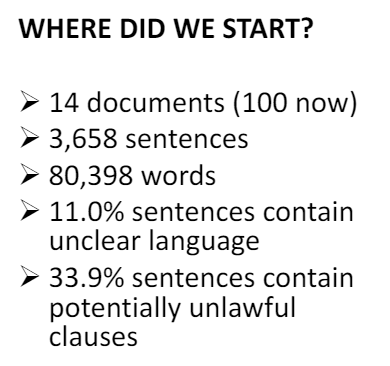 WHERE DID WE START?
➢ 14 documents (100 now)
➢ 3,658 sentences
➢ 80,398 words
➢ 11.0% sentences contain
unclear language
➢ 33.9% sentences contain
potentially unlawful
clauses